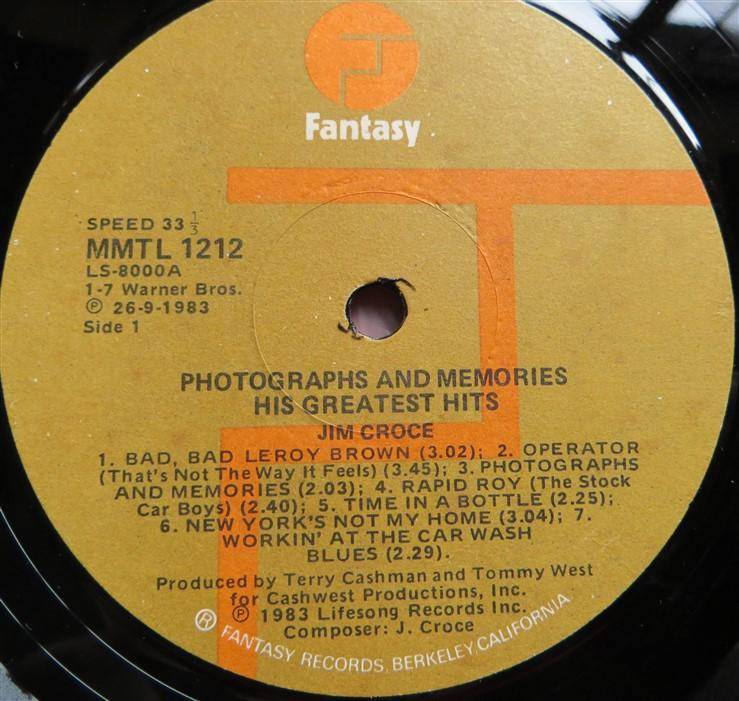 Fantasy
SPEED 33 1/3
MMTL 1212
LS-8000A
1-7 Warner Bros.
℗ 26-9-1983
Side 1
PHOTOGRAPHS AND MEMORIES
HIS GREATEST HITS
JIM CROCE
1. BAD, BAD LEROY BROWN (3.02); 2. OPERATOR
(That's Not The Way It Feels) (3.45); 3. PHOTOGRAPHS
AND MEMORIES (2.03); 4. RAPID ROY (The Stock
Car Boys) (2.40); 5. TIME IN A BOTTLE (2.25);
6. NEW YORK'S NOT MY HOME (3.04); 7.
WORKIN' AT THE CAR WASH
BLUES (2.29).
Produced by Terry Cashman and Tommy West
for Cashwest Productions, Inc.
℗ 1983 Lifesong Records Inc.
Composer: J. Croce
® FANTASY RECORDS, BERKELEY, CALIFORNIA